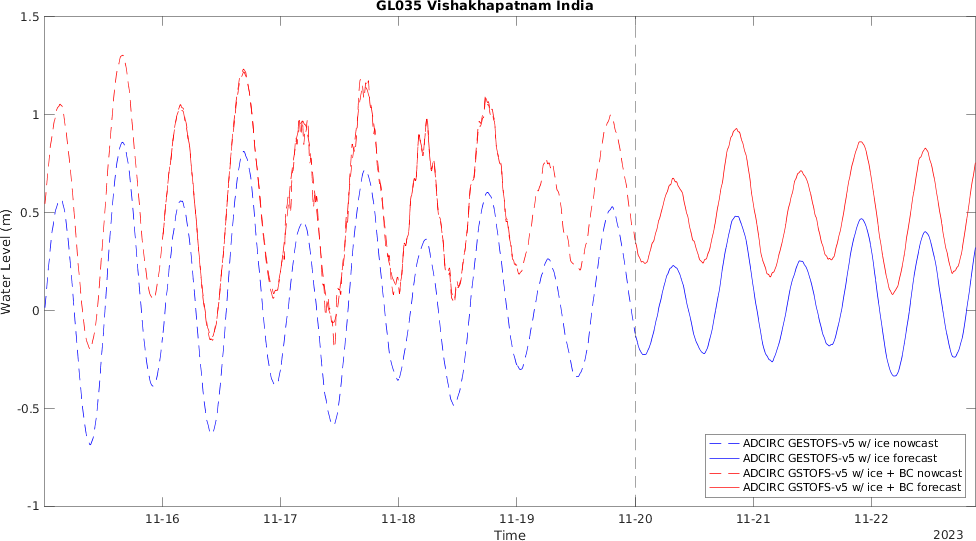 GL035 Vishakhapatnam India
1.5
1
0.5
0
-0.5
-1
Water Level (m)
11-16 11-17 11-18 11-19 11-20 11-21 11-22
Time
2023
ADCIRC GESTOFS-v5 w/ ice nowcast
ADCIRC GESTOFS-v5 w/ ice forecast
ADCIRC GSTOFS-v5 w/ ice + BC nowcast
ADCIRC GSTOFS-v5 w/ ice + BC forecast